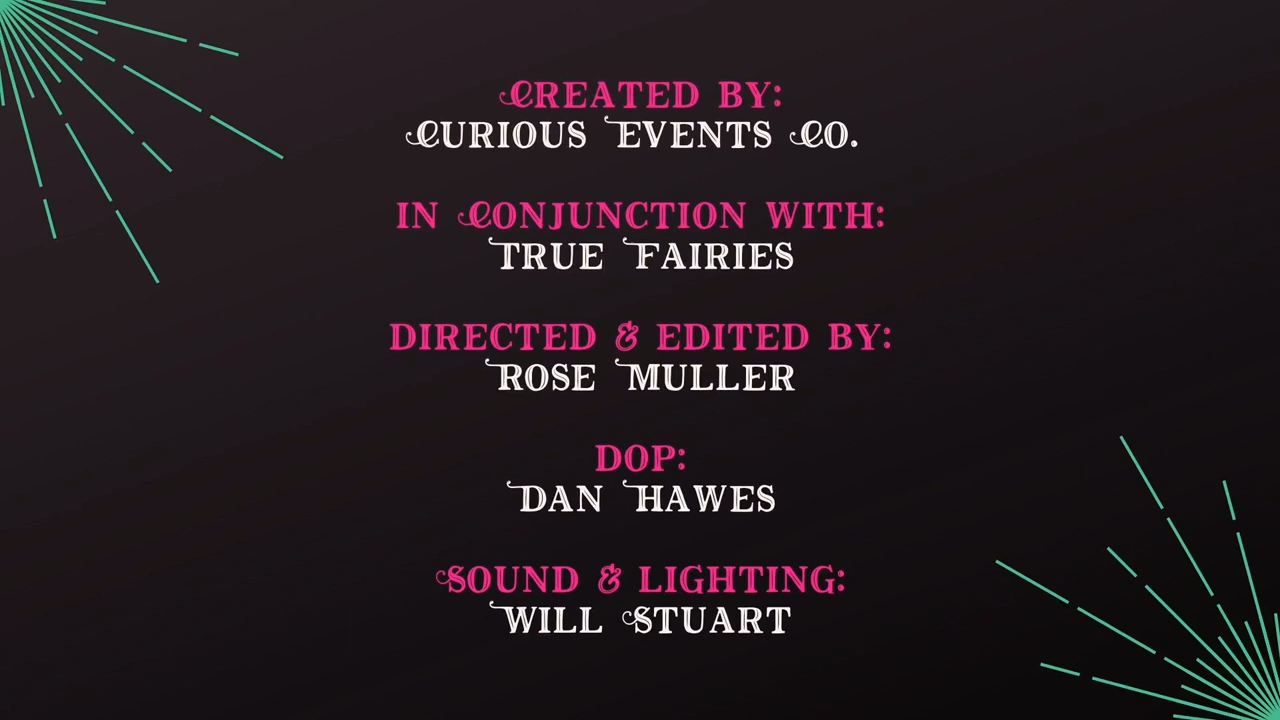 CREATED BY:
CURIOUS EVENTS CO.
IN CONJUNCTION WITH:
TRUE FAIRIES
DIRECTED & EDITED BY:
ROSE MULLER
DOP:
DAN HAWES
SOUND & LIGHTING:
WILL STUART